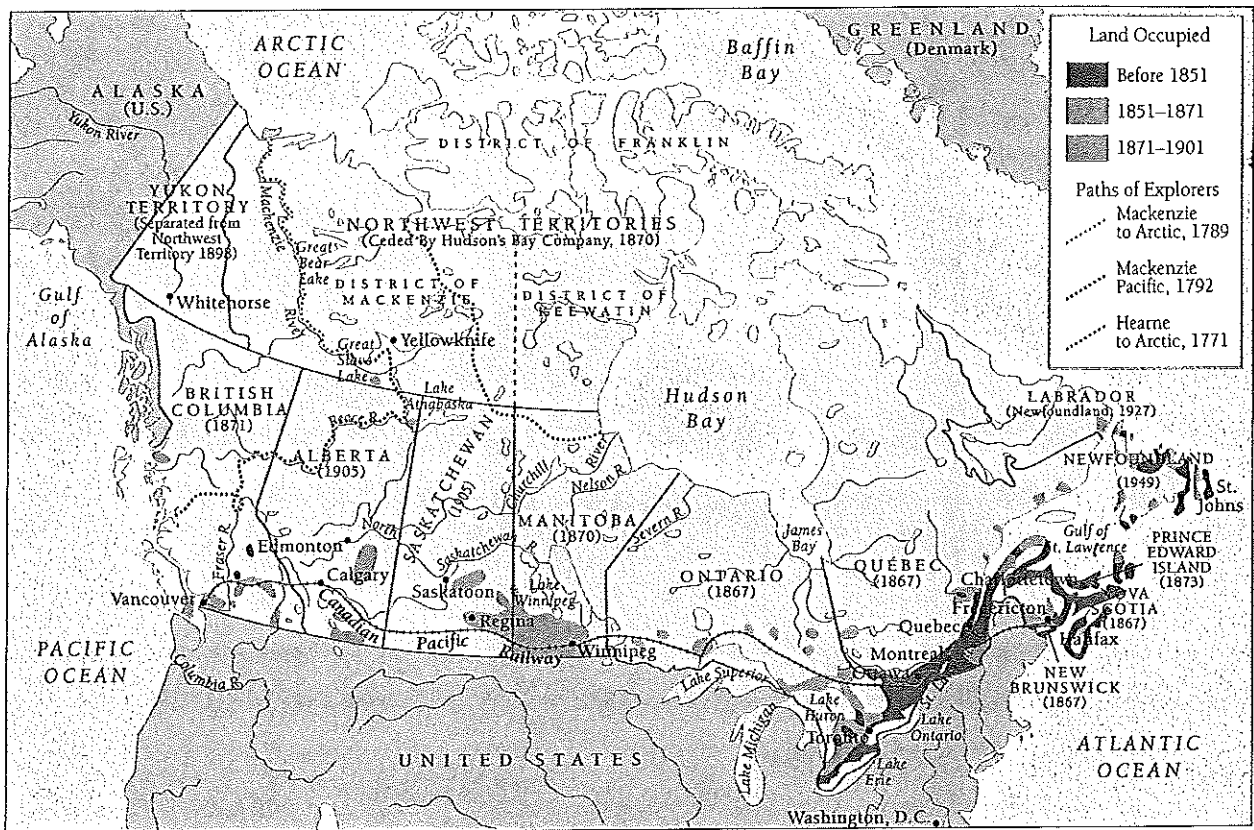 ARCTIC
OCEAN
Baffin
Bay
GREENLAND
(Denmark)
Land Occupied
Before 1851
1851–1871
1871–1901
Paths of Explorers
Mackenzie
to Arctic, 1789
Mackenzie
Pacific, 1792
Hearne
to Arctic, 1771
ALASKA
(U.S.)
Yukon River
DISTRICT OF FRANKLIN
YUKON
TERRITORY
(Separated from
Northwest
Territory 1898)
Mackenzie
River
NORTHWEST TERRITORIES
(Ceded By Hudson's Bay Company, 1870)
Great
Bear
Lake
DISTRICT OF
MACKENZIE
DISTRICT OF
KEEWATIN
Whitehorse
Gulf
of
Alaska
Great
Slave
Lake
Yellowknife
Lake
Athabaska
Hudson
Bay
BRITISH
COLUMBIA
(1871)
Peace R.
ALBERTA
(1905)
SASKATCHEWAN
(1905)
Churchill
River
Nelson R.
MANITOBA
(1870)
Severn R.
LABRADOR
(Newfoundland, 1927)
NEWFOUNDLAND
(1949)
St.
Johns
James
Bay
Gulf of
St. Lawrence
PRINCE
EDWARD
ISLAND
(1873)
Fraser R.
Edmonton
North
Saskatchewan R.
Calgary
Saskatoon
Lake
Winnipeg
ONTARIO
(1867)
QUÉBEC
(1867)
Charlottetown
NOVA
SCOTIA
(1867)
Fredericton
Halifax
Vancouver
Regina
Canadian
Pacific
Railway
Winnipeg
Quebec
Montreal
Ottawa
NEW
BRUNSWICK
(1867)
PACIFIC
OCEAN
Columbia R.
Lake Superior
Lake
Huron
Toronto
Lake
Ontario
Lake Michigan
Lake
Erie
UNITED STATES
ATLANTIC
OCEAN
Washington, D.C.